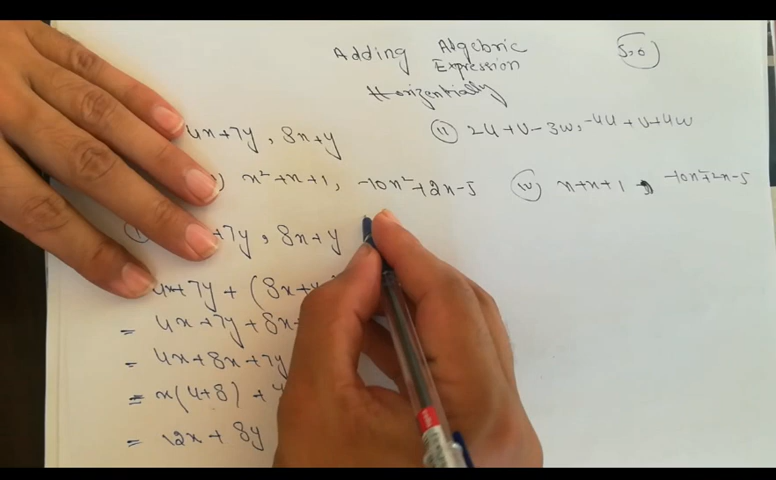 Adding Algebric
Expression
Horizentially
4x+7y, 8x+y
(ii) 2u+v-3w, -4u+v+4w
x²+x+1, -10x²+2x-5
(iv) x+x+1, -10x²+2x-5
+7y, 8x+y
4x+7y + (8x+y
= 4x+7y+8x+
= 4x+8x+7y
= x(4+8) +
= 12x + 8y